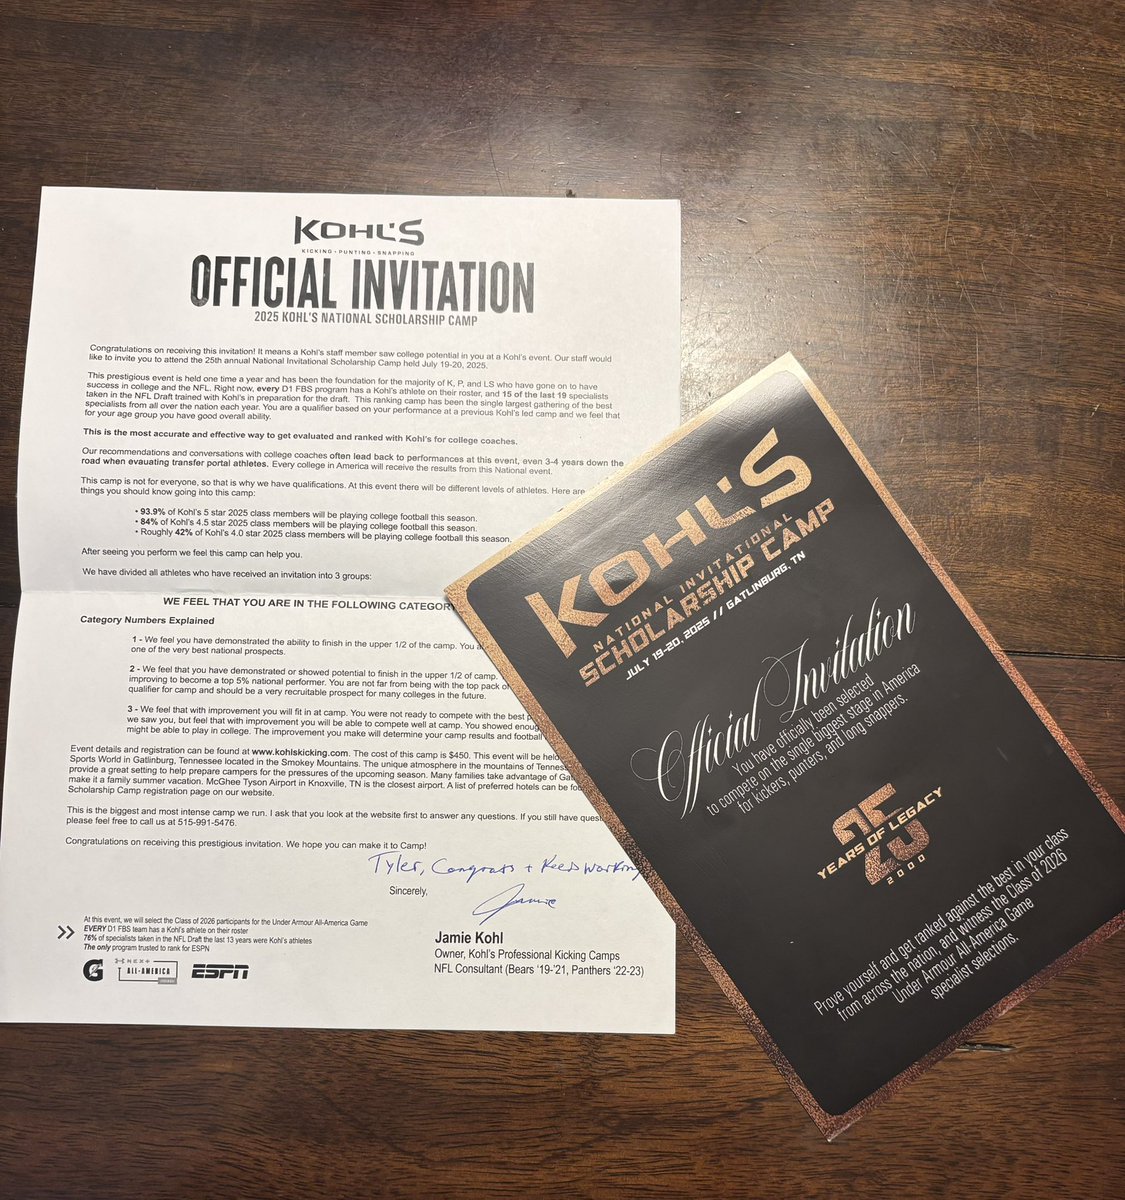 KOHL'S
KICKING • PUNTING • SNAPPING
OFFICIAL INVITATION
2025 KOHL'S NATIONAL SCHOLARSHIP CAMP
Congratulations on receiving this invitation! It means a Kohl's staff member saw college potential in you at a Kohl's event. Our staff would
like to invite you to attend the 25th annual National Invitational Scholarship Camp held July 19-20, 2025.
This prestigious event is held one time a year and has been the foundation for the majority of K, P, and LS who have gone on to have
success in college and the NFL. Right now, every D1 FBS program has a Kohl's athlete on their roster, and 15 of the last 19 specialists
taken in the NFL Draft trained with Kohl's in preparation for the draft. This ranking camp has been the single largest gathering of the best
specialists from all over the nation each year. You are a qualifier based on your performance at a previous Kohl's led camp and we feel that
for your age group you have good overall ability.
This is the most accurate and effective way to get evaluated and ranked with Kohl's for college coaches.
Our recommendations and conversations with college coaches often lead back to performances at this event, even 3-4 years down the
road when evauating transfer portal athletes. Every college in America will receive the results from this National event.
This camp is not for everyone, so that is why we have qualifications. At this event there will be different levels of athletes. Here are
things you should know going into this camp:
• 93.9% of Kohl's 5 star 2025 class members will be playing college football this season.
• 84% of Kohl's 4.5 star 2025 class members will be playing college football this season.
• Roughly 42% of Kohl's 4.0 star 2025 class members will be playing college football this season.
After seeing you perform we feel this camp can help you.
We have divided all athletes who have received an invitation into 3 groups:
WE FEEL THAT YOU ARE IN THE FOLLOWING CATEGORY
Category Numbers Explained
1 - We feel you have demonstrated the ability to finish in the upper 1/2 of the camp. You
one of the very best national prospects.
2 - We feel that you have demonstrated or showed potential to finish in the upper 1/2 of camp.
improving to become a top 5% national performer. You are not far from being with the top pack of
qualifier for camp and should be a very recruitable prospect for many colleges in the future.
3 - We feel that with improvement you will fit in at camp. You were not ready to compete with the best
we saw you, but feel that with improvement you will be able to compete well at camp. You showed
might be able to play in college. The improvement you make will determine your camp results and football
Event details and registration can be found at www.kohlskicking.com. The cost of this camp is $450. This event will be held
Sports World in Gatlinburg, Tennessee located in the Smokey Mountains. The unique atmosphere in the mountains of
provide a great setting to help prepare campers for the pressures of the upcoming season. Many families take advantage of
make it a family summer vacation. McGhee Tyson Airport in Knoxville, TN is the closest airport. A list of preferred hotels can be
Scholarship Camp registration page on our website.
This is the biggest and most intense camp we run. I ask that you look at the website first to answer any questions. If you still have
please feel free to call us at 515-991-5476.
Congratulations on receiving this prestigious invitation. We hope you can make it to Camp!
Tyler, Congrats + Keep Working
Sincerely,
Jamie
Jamie Kohl
Owner, Kohl's Professional Kicking Camps
NFL Consultant (Bears '19-'21, Panthers '22-23)
At this event, we will select the Class of 2026 participants for the Under Armour All-America Game
EVERY D1 FBS team has a Kohl's athlete on their roster
76% of specialists taken in the NFL Draft the last 13 years were Kohl's athletes
The only program trusted to rank for ESPN
G
NEXT
ALL-AMERICA
ESPN
KOHL'S
NATIONAL INVITATIONAL
SCHOLARSHIP CAMP
JULY 19-20, 2025 // GATLINBURG, TN
Official Invitation
You have officially been selected
to compete on the single biggest stage in America
for kickers, punters, and long snappers.
25
YEARS OF LEGACY
2000
Prove yourself and get ranked against the best in your class
from across the nation, and witness the Class of 2026
Under Armour All America Game
specialist selections.